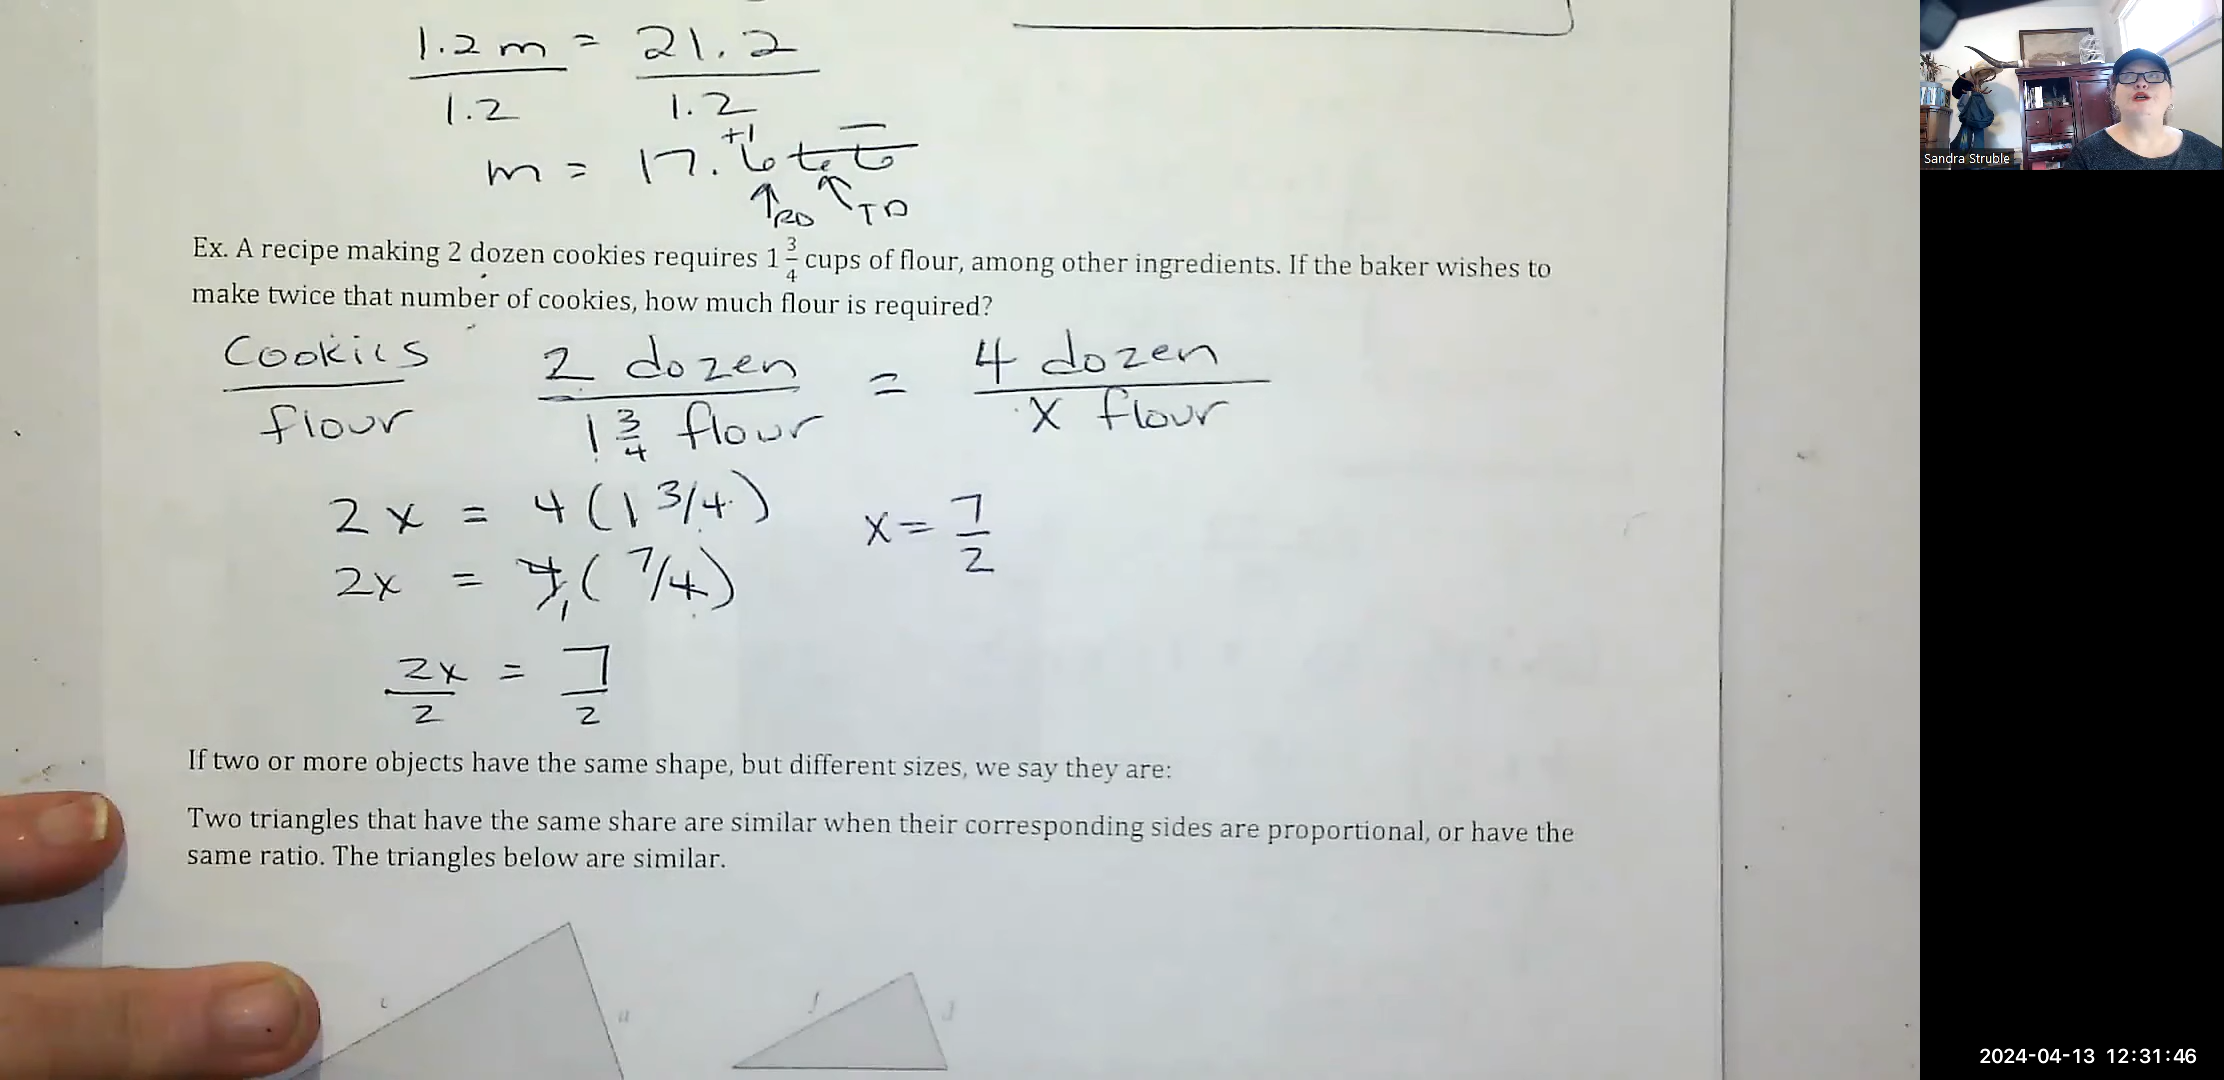 1.2 m = 21.2
1.2 1.2
+1
m = 17.6 6 6
RD TD
Ex. A recipe making 2 dozen cookies requires 1 3/4 cups of flour, among other ingredients. If the baker wishes to
make twice that number of cookies, how much flour is required?
Cookies 2 dozen = 4 dozen
flour 1 3/4 flour x flour
2x = 4 (1 3/4) x = 7/2
2x = 4 1 (7/4)
2x = 7
2 2
If two or more objects have the same shape, but different sizes, we say they are:
Two triangles that have the same share are similar when their corresponding sides are proportional, or have the
same ratio. The triangles below are similar.
Sandra Struble
2024-04-13 12:31:46